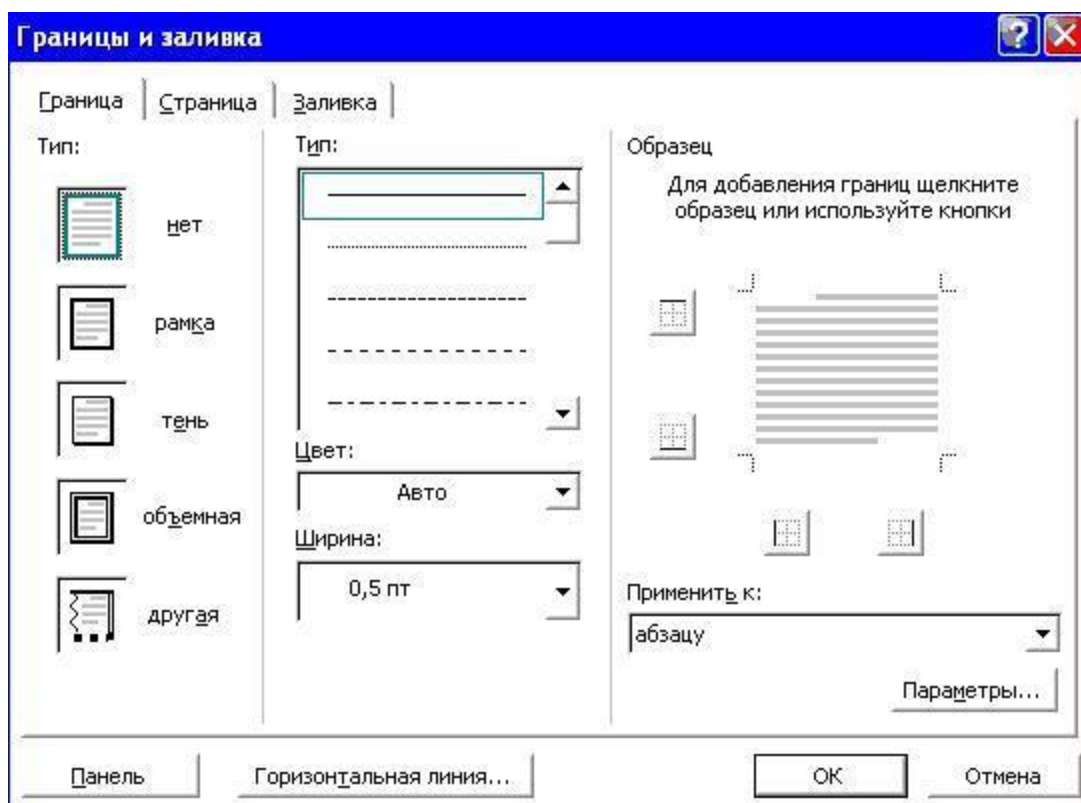 Границы и заливка
Граница
Страница
Заливка
Тип:
нет
рамка
тень
объемная
другая
Тип:
Цвет:
Авто
Ширина:
0,5 пт
Образец
Для добавления границ щелкните
образец или используйте кнопки
Применить к:
абзацу
Параметры...
Панель
Горизонтальная линия...
ОК
Отмена